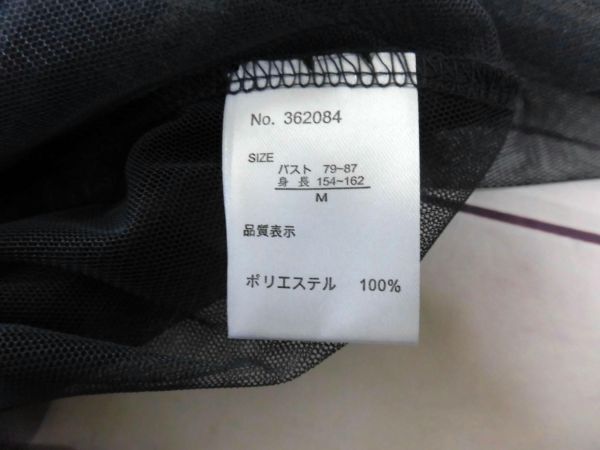 No. 362084
SIZE
バスト 79~87
身 長 154~162
M
品質表示
ポリエステル 100%